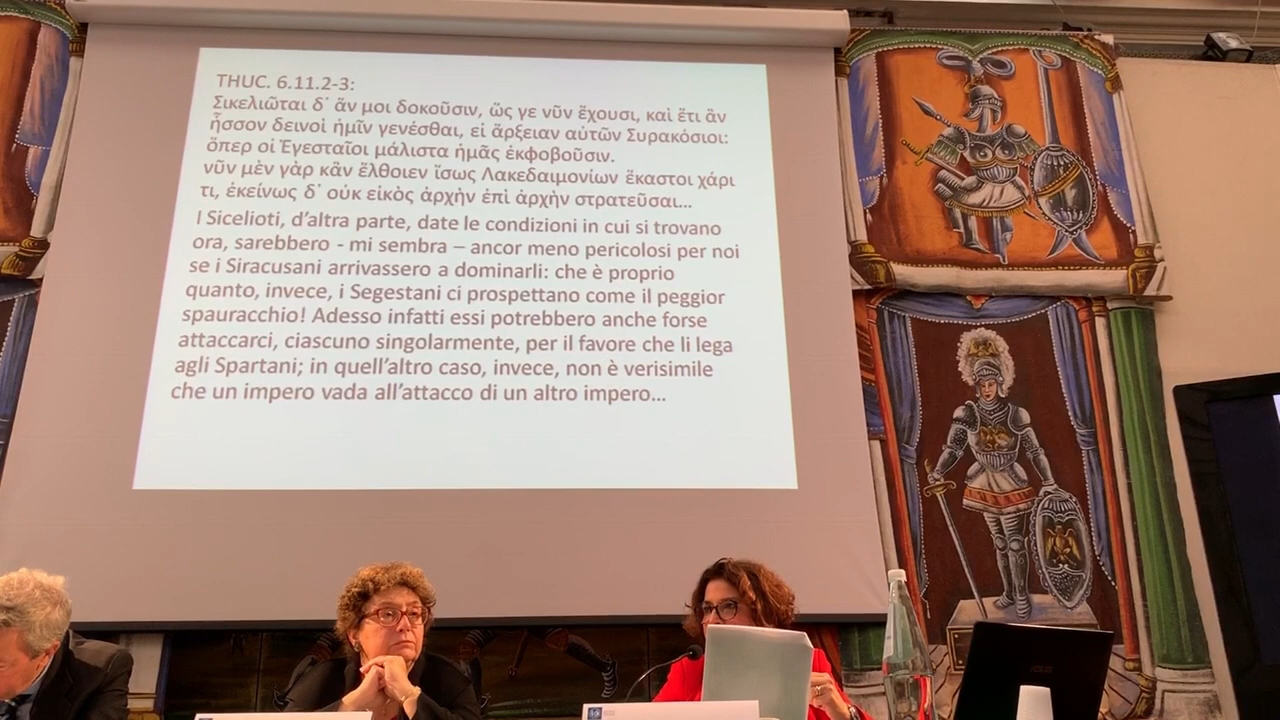 THUC. 6.11.2-3:
Σικελιῶται δ᾽ ἄν μοι δοκοῦσιν, ὥς γε νῦν ἔχουσι, καὶ ἔτι ἂν
ἧσσον δεινοὶ ἡμῖν γενέσθαι, εἰ ἄρξειαν αὐτῶν Συρακόσιοι:
ὅπερ οἱ Ἐγεσταῖοι μάλιστα ἡμᾶς ἐκφοβοῦσιν.
νῦν μὲν γὰρ κἂν ἔλθοιεν ἴσως Λακεδαιμονίων ἕκαστοι χάρι
τι, ἐκείνως δ᾽ οὐκ εἰκὸς ἀρχὴν ἐπὶ ἀρχὴν στρατεῦσαι...
I Sicelioti, d'altra parte, date le condizioni in cui si trovano
ora, sarebbero - mi sembra – ancor meno pericolosi per noi
se i Siracusani arrivassero a dominarli: che è proprio
quanto, invece, i Segestani ci prospettano come il peggior
spauracchio! Adesso infatti essi potrebbero anche forse
attaccarci, ciascuno singolarmente, per il favore che li lega
agli Spartani; in quell'altro caso, invece, non è verisimile
che un impero vada all'attacco di un altro impero...
ASUS